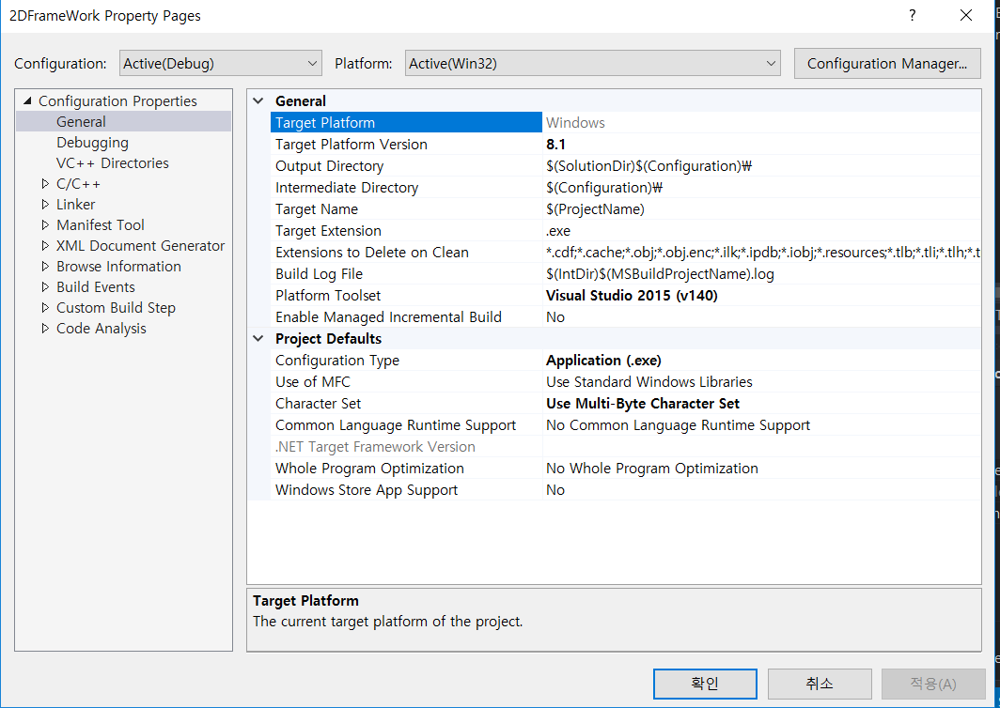 2DFrameWork Property Pages
?
Configuration: Active(Debug) Platform: Active(Win32) Configuration Manager...
Configuration Properties
General
Debugging
VC++ Directories
C/C++
Linker
Manifest Tool
XML Document Generator
Browse Information
Build Events
Custom Build Step
Code Analysis
General
Target Platform Windows
Target Platform Version 8.1
Output Directory $(SolutionDir)$(Configuration)₩
Intermediate Directory $(Configuration)₩
Target Name $(ProjectName)
Target Extension .exe
Extensions to Delete on Clean *.cdf;*.cache;*.obj;*.obj.enc;*.ilk;*.ipdb;*.iobj;*.resources;*.tlb;*.tli;*.tlh;*.t
Build Log File $(IntDir)$(MSBuildProjectName).log
Platform Toolset Visual Studio 2015 (v140)
Enable Managed Incremental Build No
Project Defaults
Configuration Type Application (.exe)
Use of MFC Use Standard Windows Libraries
Character Set Use Multi-Byte Character Set
Common Language Runtime Support No Common Language Runtime Support
.NET Target Framework Version
Whole Program Optimization No Whole Program Optimization
Windows Store App Support No
Target Platform
The current target platform of the project.
확인 취소 적용(A)